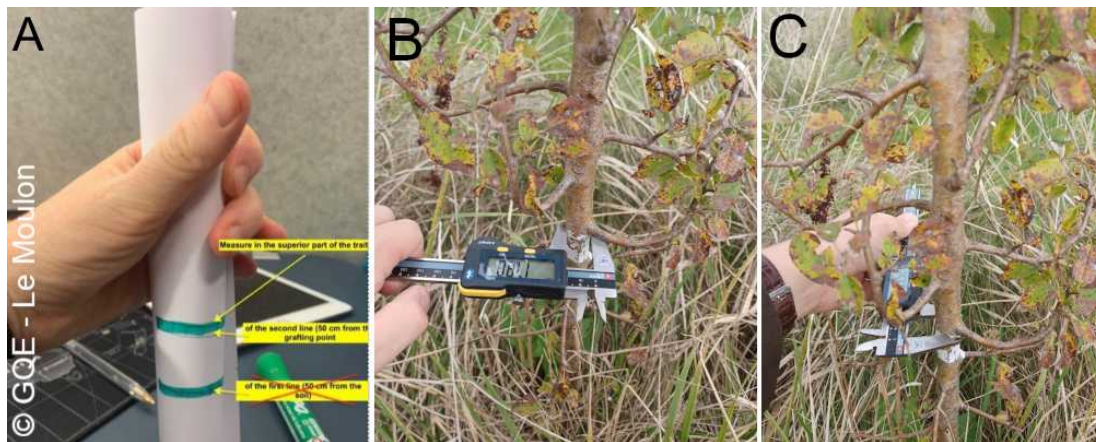 A
B
C
Measure in the superior part of the trait
of the second line (50 cm from th
grafting point
of the first line (50 cm from the
soil)
© GQE - Le Moulon